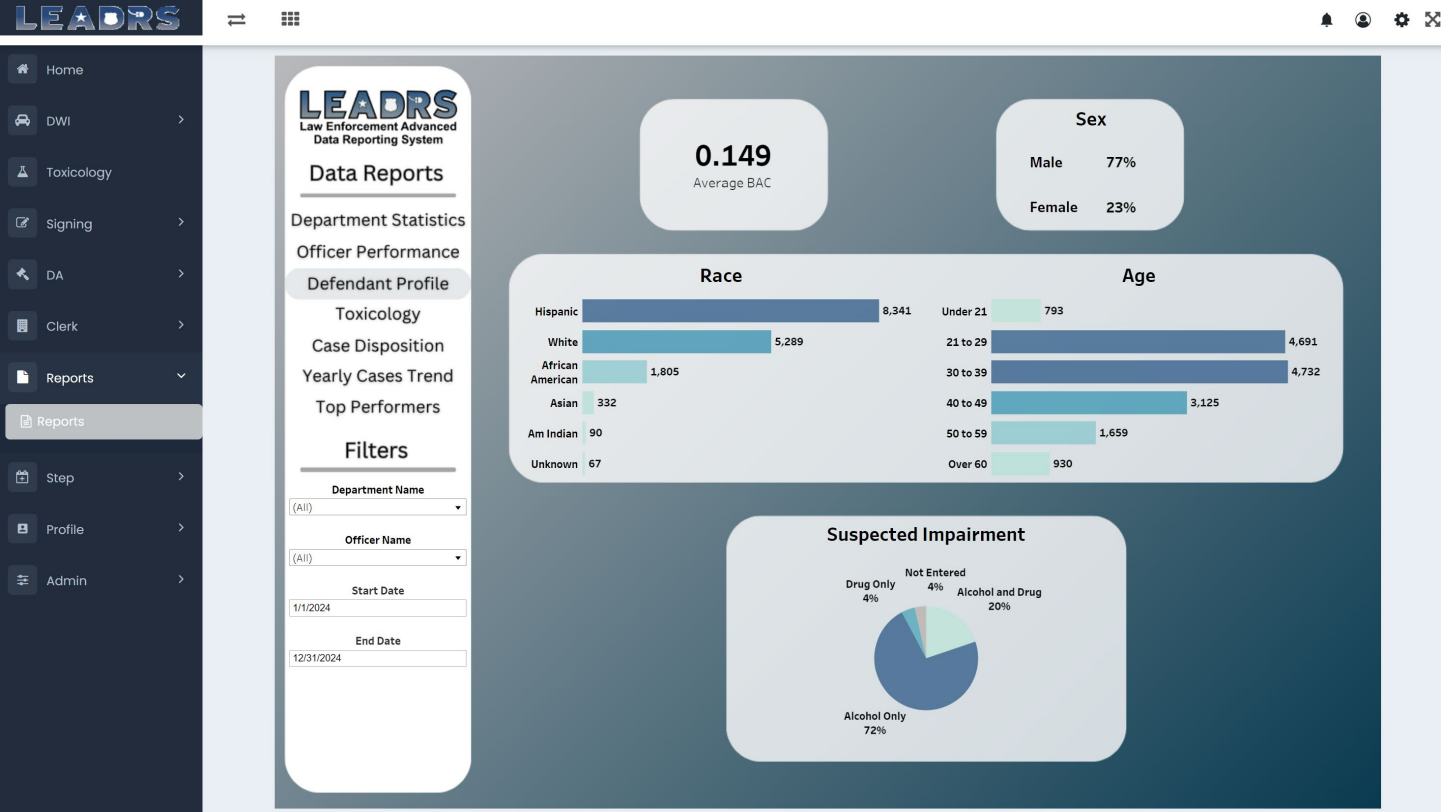 LEADRS
Home
DWI
Toxicology
Signing
DA
Clerk
Reports
Reports
Step
Profile
Admin
LEADRS
Law Enforcement Advanced
Data Reporting System
Data Reports
Department Statistics
Officer Performance
Defendant Profile
Toxicology
Case Disposition
Yearly Cases Trend
Top Performers
Filters
Department Name
(All)
Officer Name
(All)
Start Date
1/1/2024
End Date
12/31/2024
0.149
Average BAC
Sex
Male 77%
Female 23%
Race
Hispanic 8,341
White 5,289
African
American 1,805
Asian 332
Am Indian 90
Unknown 67
Age
Under 21 793
21 to 29 4,691
30 to 39 4,732
40 to 49 3,125
50 to 59 1,659
Over 60 930
Suspected Impairment
Not Entered
4%
Drug Only
4%
Alcohol and Drug
20%
Alcohol Only
72%